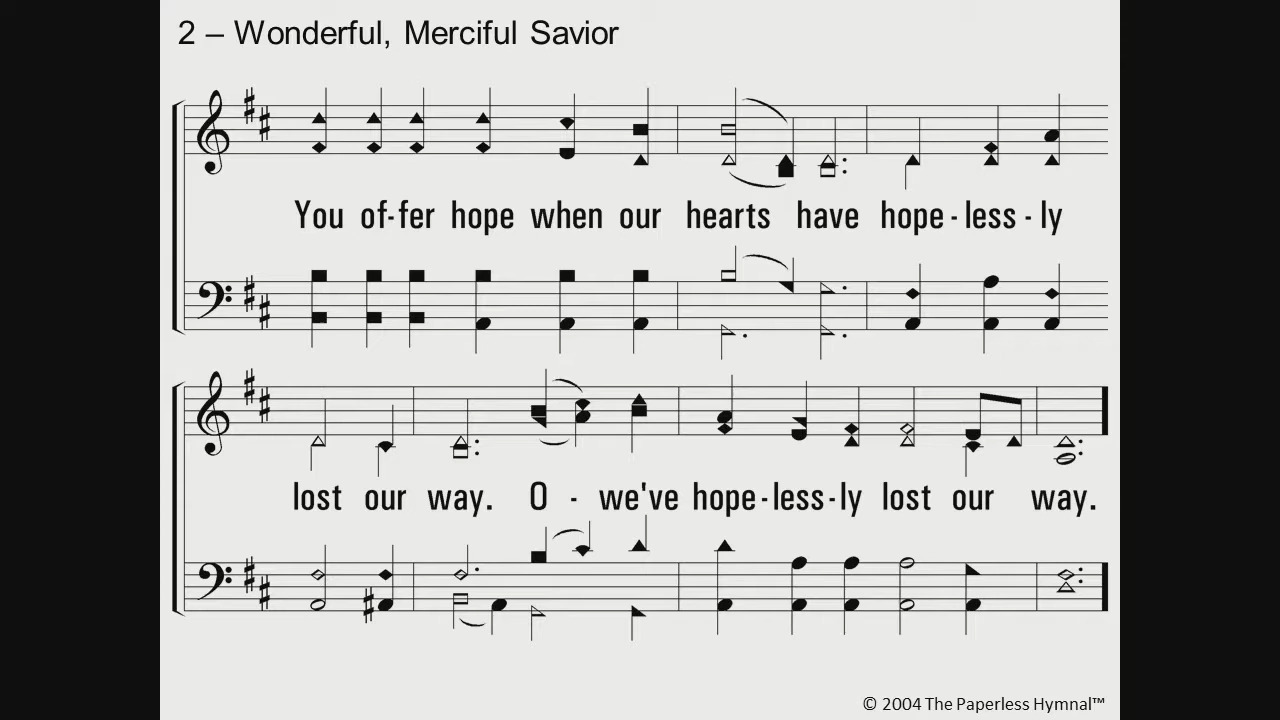 2 – Wonderful, Merciful Savior
You of-fer hope when our hearts have hope-less-ly
lost our way. O - we've hope-less-ly lost our way.
© 2004 The Paperless Hymnal™